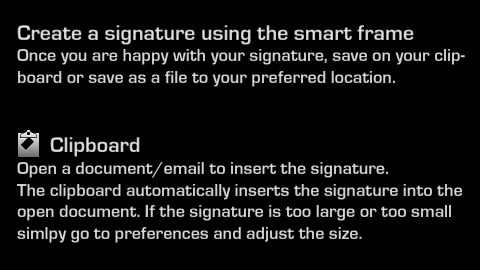 Create a signature using the smart frame
Once you are happy with your signature, save on your clip-
board or save as a file to your preferred location.
Clipboard
Open a document/email to insert the signature.
The clipboard automatically inserts the signature into the
open document. If the signature is too large or too small
simlpy go to preferences and adjust the size.